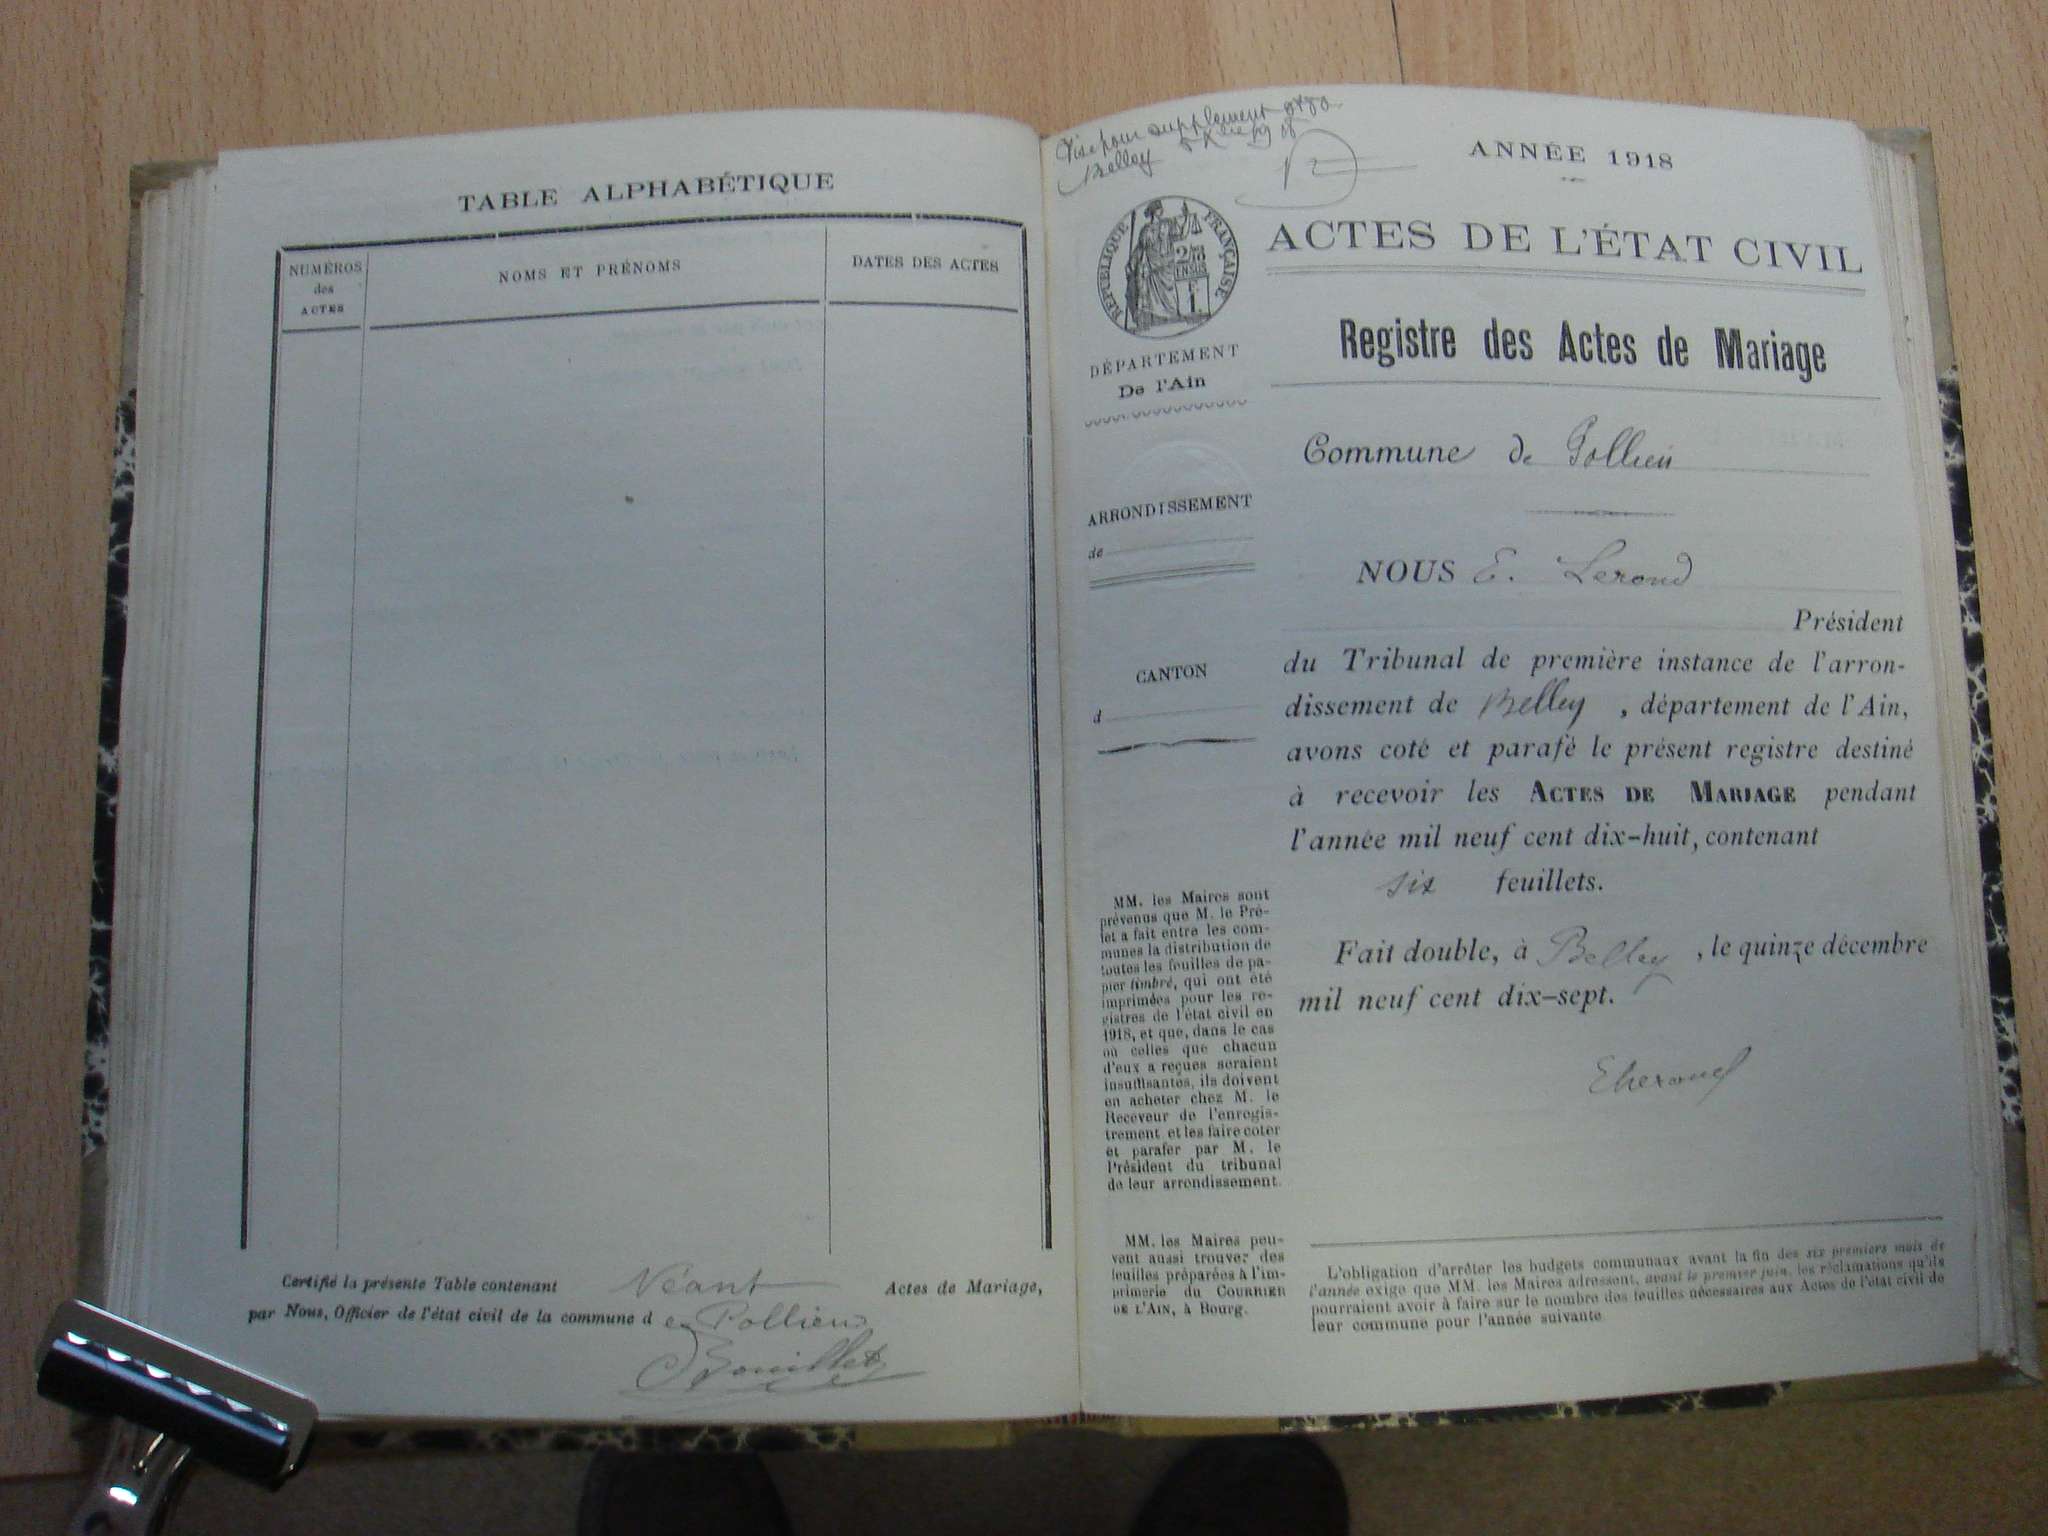 TABLE ALPHABÉTIQUE
NUMÉROS
des
ACTES
NOMS ET PRÉNOMS
DATES DES ACTES
Certifié la présente Table contenant Néant Actes de Mariage,
par Nous, Officier de l'état civil de la commune de Pollieu
Visé pour supplément
Belley
ANNÉE 1918
RÉPUBLIQUE FRANÇAISE
ACTES DE L'ÉTAT CIVIL
Registre des Actes de Mariage
DÉPARTEMENT
De l'Ain
Commune de Pollieu
ARRONDISSEMENT
de
NOUS E. Lerond
Président
CANTON
d
du Tribunal de première instance de l'arron-
dissement de Belley, département de l'Ain,
avons coté et parafé le présent registre destiné
à recevoir les ACTES DE MARIAGE pendant
l'année mil neuf cent dix-huit, contenant
six feuillets.
Fait double, à Belley, le quinze décembre
mil neuf cent dix-sept.
ELerond
MM. les Maires sont
prévenus que M. le Pré-
fet a fait entre les com-
munes la distribution de
toutes les feuilles de pa-
pier timbré, qui ont été
imprimées pour les re-
gistres de l'état civil en
1918, et que, dans le cas
où celles que chacun
d'eux a reçues seraient
insuffisantes, ils doivent
en acheter chez M. le
Receveur de l'enregis-
trement et les faire coter
et parafer par M. le
Président du tribunal
de leur arrondissement.
MM. les Maires peu-
vent aussi trouver des
feuilles préparées à l'im-
primerie du COURRIER
DE L'AIN, à Bourg.
L'obligation d'arrêter les budgets communaux avant la fin des six premiers mois de
l'année exige que MM. les Maires adressent, avant le premier juin, les réclamations qu'ils
pourraient avoir à faire sur le nombre des feuilles nécessaires aux Actes de l'état civil de
leur commune pour l'année suivante